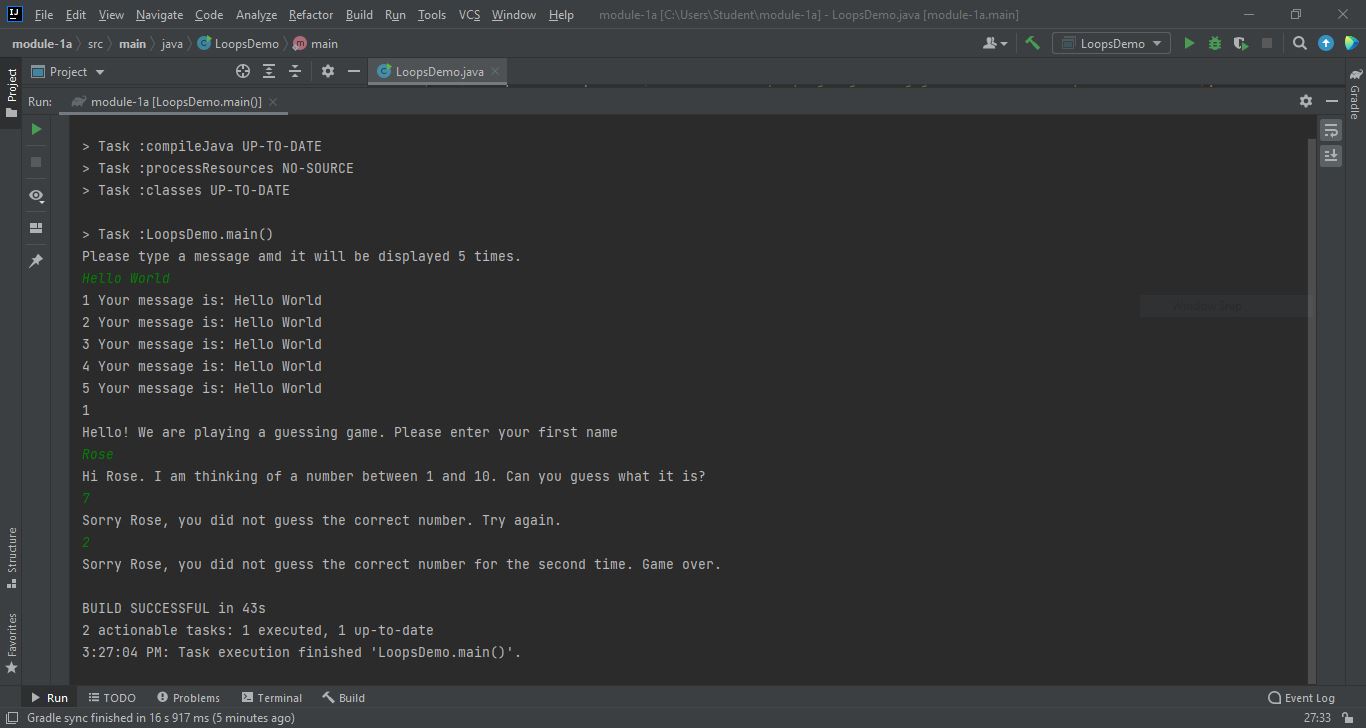 IJ File Edit View Navigate Code Analyze Refactor Build Run Tools VCS Window Help module-1a [C:\Users\Student\module-1a] - LoopsDemo.java [module-1a.main]
module-1a src main java C LoopsDemo m main LoopsDemo
Project Project C LoopsDemo.java
Run: module-1a [LoopsDemo.main()]
Gradle
> Task :compileJava UP-TO-DATE
> Task :processResources NO-SOURCE
> Task :classes UP-TO-DATE
> Task :LoopsDemo.main()
Please type a message amd it will be displayed 5 times.
Hello World
1 Your message is: Hello World
Window Snip
2 Your message is: Hello World
3 Your message is: Hello World
4 Your message is: Hello World
5 Your message is: Hello World
1
Hello! We are playing a guessing game. Please enter your first name
Rose
Hi Rose. I am thinking of a number between 1 and 10. Can you guess what it is?
7
Sorry Rose, you did not guess the correct number. Try again.
2
Sorry Rose, you did not guess the correct number for the second time. Game over.
Structure
BUILD SUCCESSFUL in 43s
2 actionable tasks: 1 executed, 1 up-to-date
3:27:04 PM: Task execution finished 'LoopsDemo.main()'.
Favorites
Run TODO Problems Terminal Build Event Log
Gradle sync finished in 16 s 917 ms (5 minutes ago) 27:33